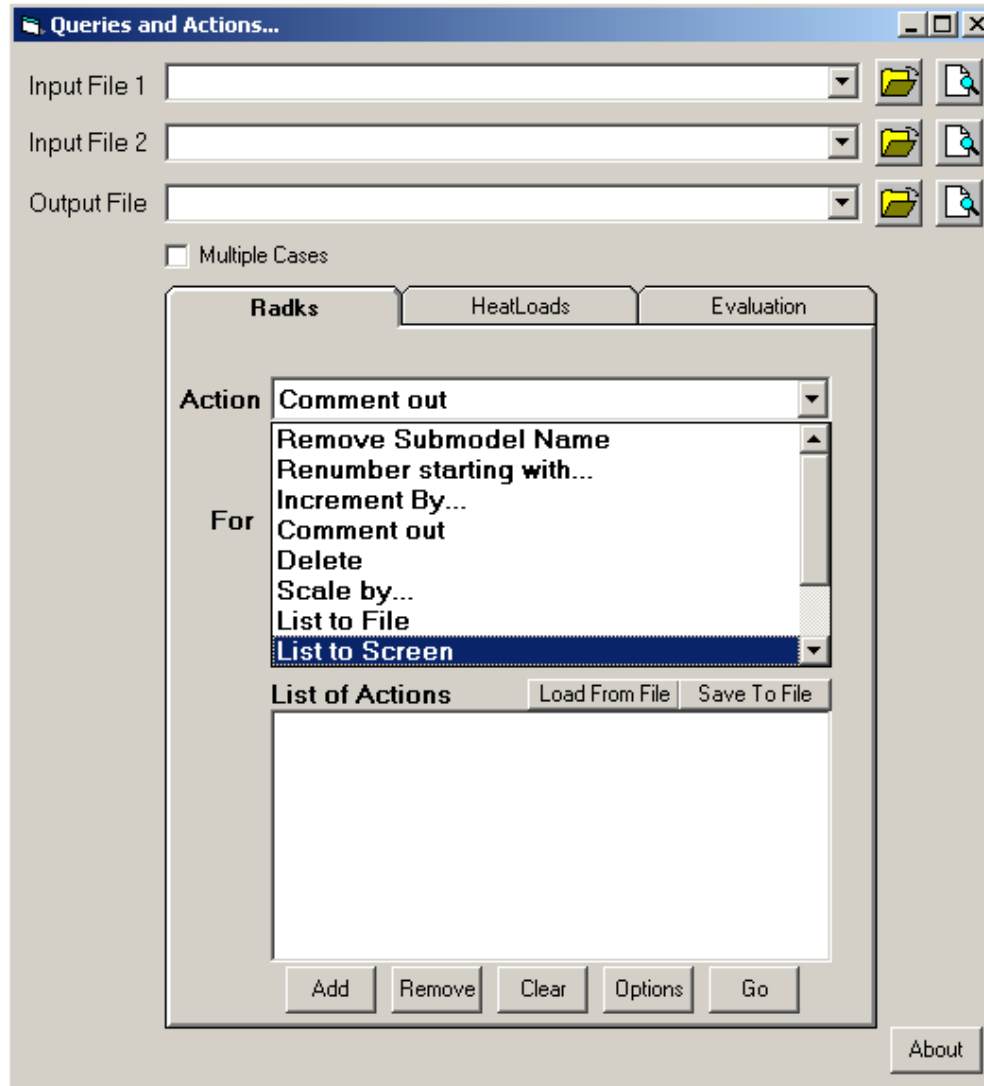 Queries and Actions...
Input File 1
Input File 2
Output File
Multiple Cases
Radks HeatLoads Evaluation
Action Comment out
Remove Submodel Name
Renumber starting with...
Increment By...
For
Comment out
Delete
Scale by...
List to File
List to Screen
List of Actions Load From File Save To File
Add Remove Clear Options Go
About